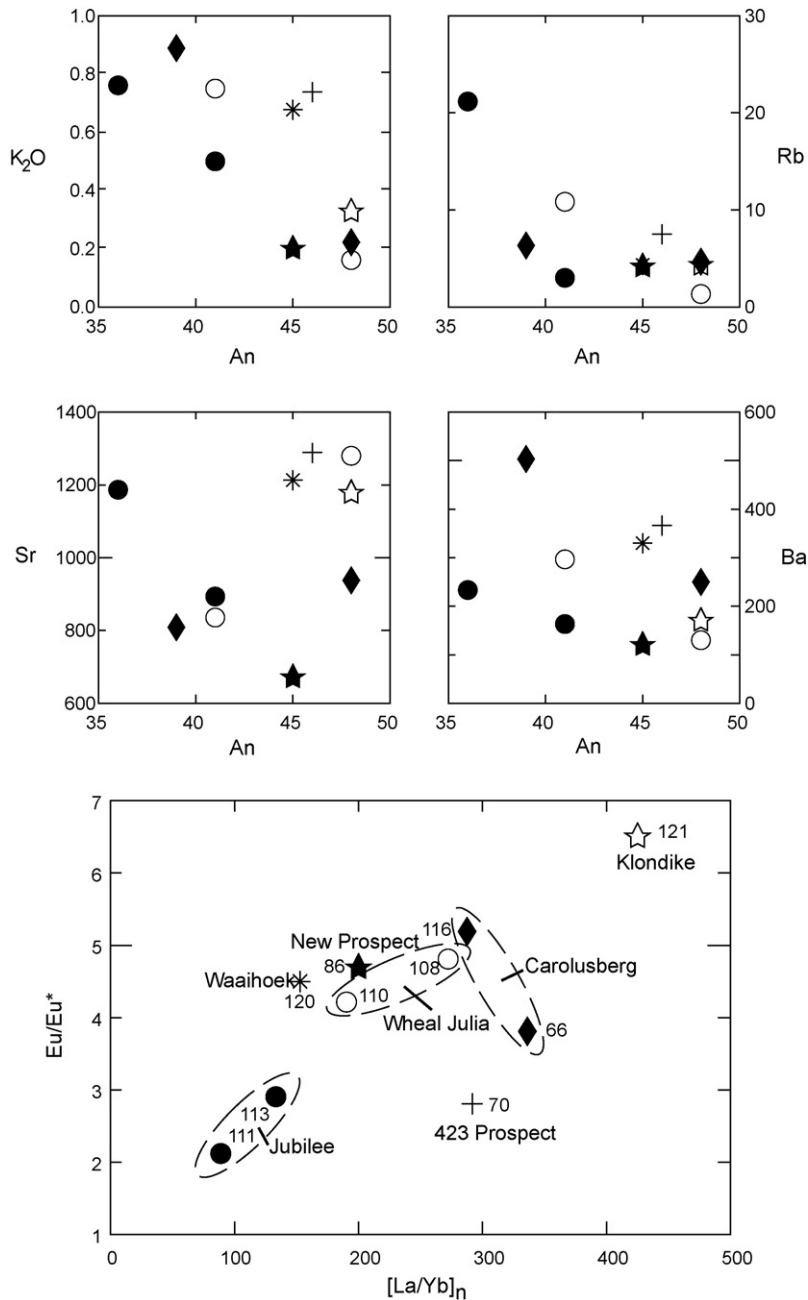 1.0
0.8
0.6
K₂O
0.4
0.2
0.0
35 40 45 50
An
30
20
Rb
10
0
35 40 45 50
An
1400
1200
Sr
1000
800
600
35 40 45 50
An
600
400
Ba
200
0
35 40 45 50
An
7
6
5
4
3
2
1
Eu/Eu*
121
Klondike
116
New Prospect
86
108
Carolusberg
Waaihoek
120
110
Wheal Julia
66
70
423 Prospect
113
111
Jubilee
0 100 200 300 400 500
[La/Yb]n